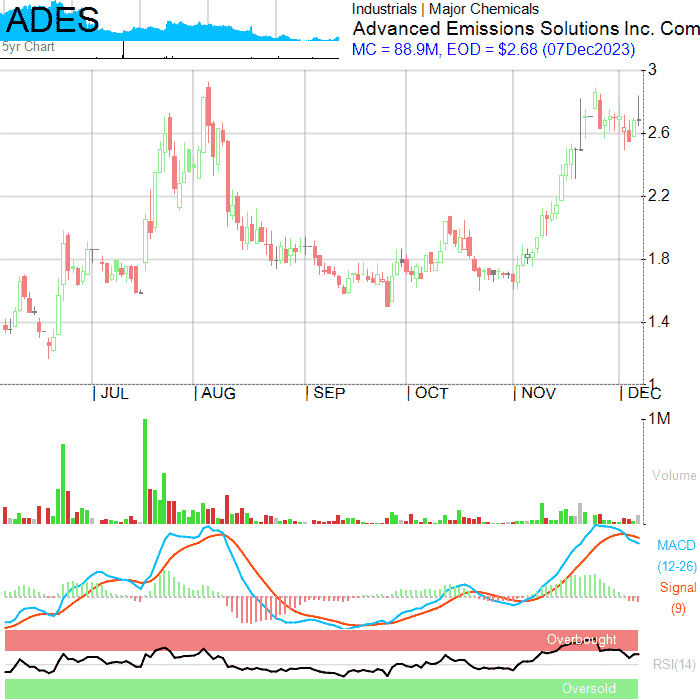 ADES
5yr Chart
Industrials | Major Chemicals
Advanced Emissions Solutions Inc. Com
MC = 88.9M, EOD = $2.68 (07Dec2023)
3
2.6
2.2
1.8
1.4
1
JUL
AUG
SEP
OCT
NOV
DEC
1M
Volume
MACD
(12-26)
Signal
(9)
Overbought
RSI(14)
Oversold